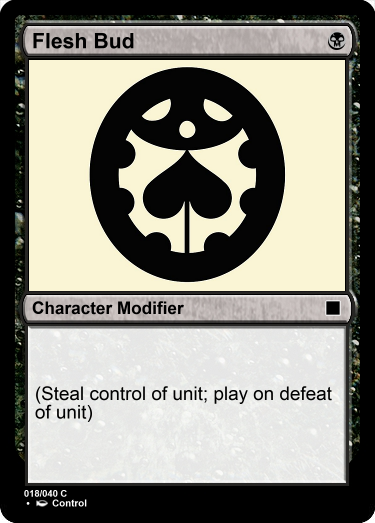 Flesh Bud
Character Modifier
(Steal control of unit; play on defeat
of unit)
018/040 C
• Control